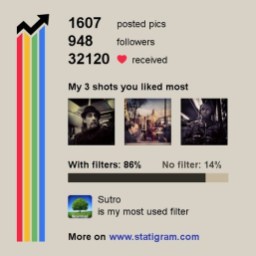 1607 posted pics
948 followers
32120 received
My 3 shots you liked most
With filters: 86% No filter: 14%
Sutro
is my most used filter
More on www.statigram.com